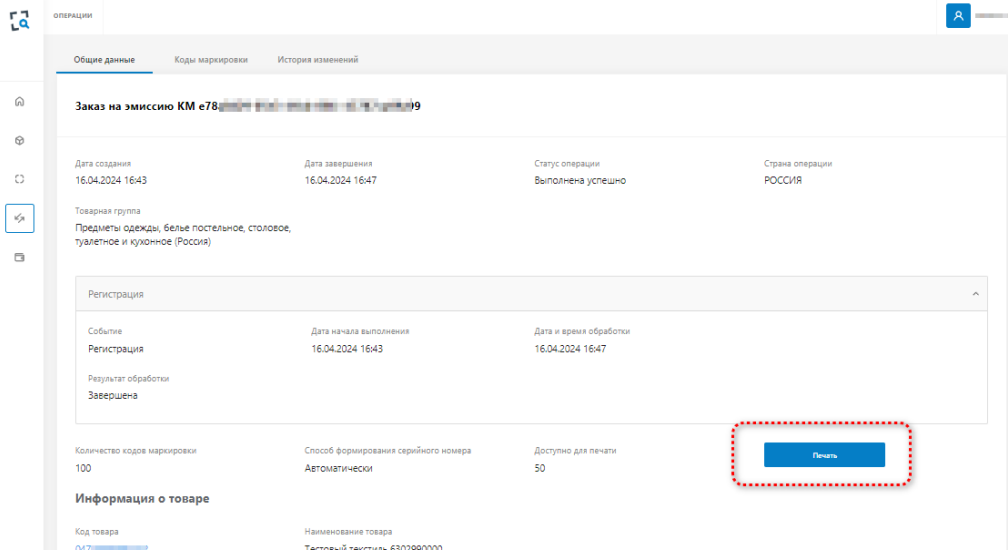 ОПЕРАЦИИ
Общие данные Коды маркировки История изменений
Заказ на эмиссию КМ
Дата создания Дата завершения Статус операции Страна операции
16.04.2024 16:43 16.04.2024 16:47 Выполнена успешно РОССИЯ
Товарная группа
Предметы одежды, белье постельное, столовое,
туалетное и кухонное (Россия)
Регистрация
Событие Дата начала выполнения Дата и время обработки
Регистрация 16.04.2024 16:43 16.04.2024 16:47
Результат обработки
Завершена
Количество кодов маркировки Способ формирования серийного номера Доступно для печати Печать
100 Автоматически 50
Информация о товаре
Код товара Наименование товара
Тестовый текстиль 6302990000